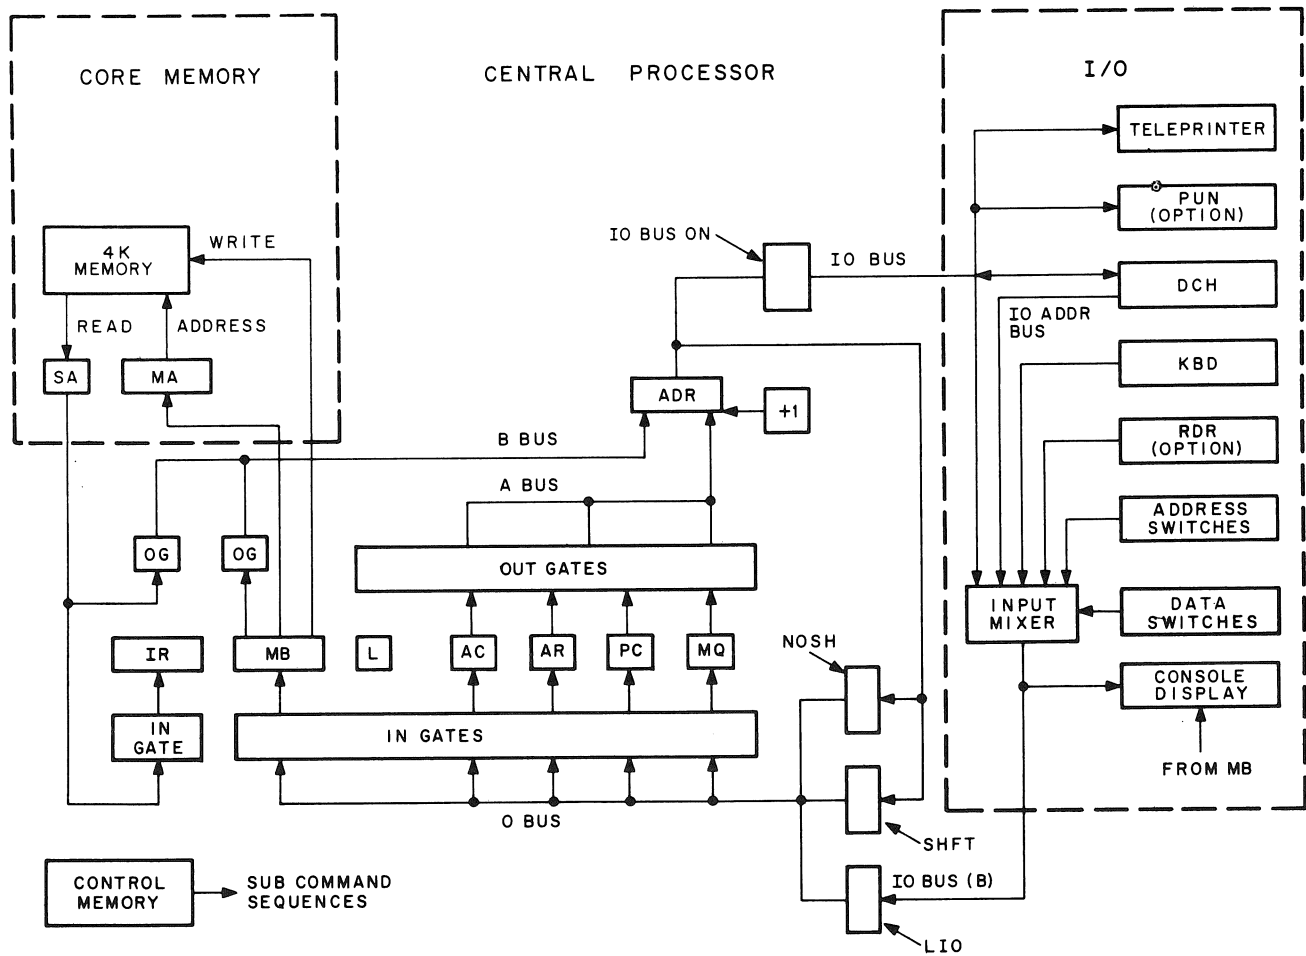 CORE MEMORY
CENTRAL PROCESSOR
I/O
TELEPRINTER
PUN
(OPTION)
4K
MEMORY
WRITE
IO BUS ON
IO BUS
DCH
IO ADDR
BUS
READ
ADDRESS
SA
MA
KBD
ADR
+1
B BUS
RDR
(OPTION)
A BUS
ADDRESS
SWITCHES
OG
OG
OUT GATES
INPUT
MIXER
DATA
SWITCHES
IR
MB
L
AC
AR
PC
MQ
NOSH
CONSOLE
DISPLAY
IN
GATE
IN GATES
FROM MB
O BUS
SHFT
CONTROL
MEMORY
SUB COMMAND
SEQUENCES
IO BUS (B)
LIO